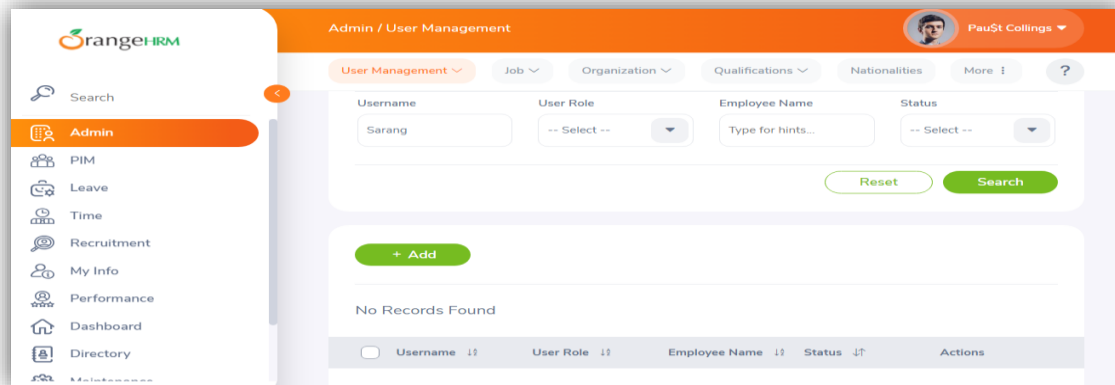 OrangeHRM
Search
Admin
PIM
Leave
Time
Recruitment
My Info
Performance
Dashboard
Directory
Maintenance
Admin / User Management
Pau$t Collings
User Management
Job
Organization
Qualifications
Nationalities
More
?
Username
User Role
Employee Name
Status
Sarang
-- Select --
Type for hints...
-- Select --
Reset
Search
+ Add
No Records Found
Username
User Role
Employee Name
Status
Actions